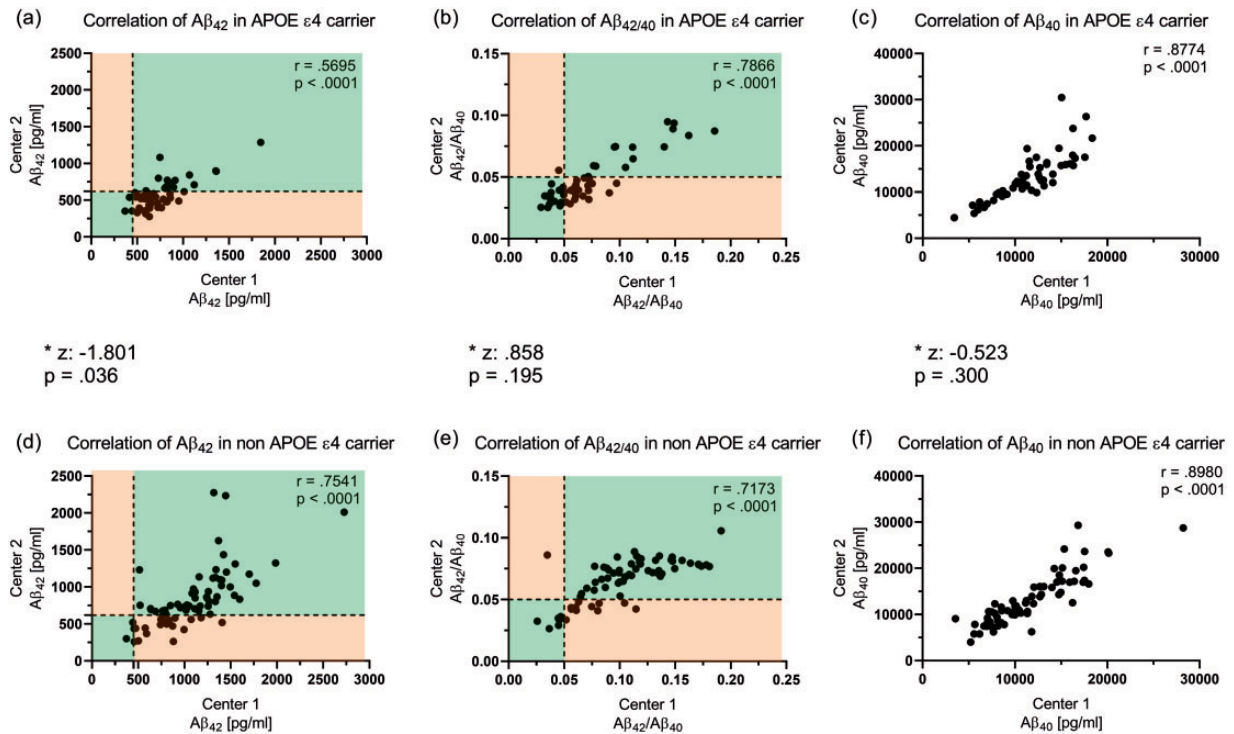 (a) Correlation of Aβ42 in APOE ε4 carrier
2500
2000
1500
1000
500
0
Center 2
Aβ42 [pg/ml]
r = .5695
p < .0001
0 500 1000 1500 2000 2500 3000
Center 1
Aβ42 [pg/ml]
(b) Correlation of Aβ42/40 in APOE ε4 carrier
0.15
0.10
0.05
0.00
Center 2
Aβ42/Aβ40
r = .7866
p < .0001
0.00 0.05 0.10 0.15 0.20 0.25
Center 1
Aβ42/Aβ40
(c) Correlation of Aβ40 in APOE ε4 carrier
40000
30000
20000
10000
0
Center 2
Aβ40 [pg/ml]
r = .8774
p < .0001
0 10000 20000 30000
Center 1
Aβ40 [pg/ml]
* z: -1.801
p = .036
* z: .858
p = .195
* z: -0.523
p = .300
(d) Correlation of Aβ42 in non APOE ε4 carrier
2500
2000
1500
1000
500
0
Center 2
Aβ42 [pg/ml]
r = .7541
p < .0001
0 500 1000 1500 2000 2500 3000
Center 1
Aβ42 [pg/ml]
(e) Correlation of Aβ42/40 in non APOE ε4 carrier
0.15
0.10
0.05
0.00
Center 2
Aβ42/Aβ40
r = .7173
p < .0001
0.00 0.05 0.10 0.15 0.20 0.25
Center 1
Aβ42/Aβ40
(f) Correlation of Aβ40 in non APOE ε4 carrier
40000
30000
20000
10000
0
Center 2
Aβ40 [pg/ml]
r = .8980
p < .0001
0 10000 20000 30000
Center 1
Aβ40 [pg/ml]